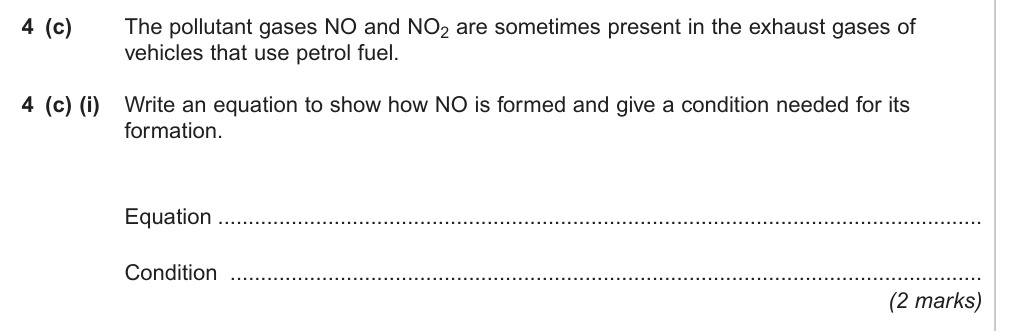 4 (c) The pollutant gases NO and NO₂ are sometimes present in the exhaust gases of
vehicles that use petrol fuel.
4 (c) (i) Write an equation to show how NO is formed and give a condition needed for its
formation.
Equation ................................................................................................................................
Condition ..............................................................................................................................
(2 marks)